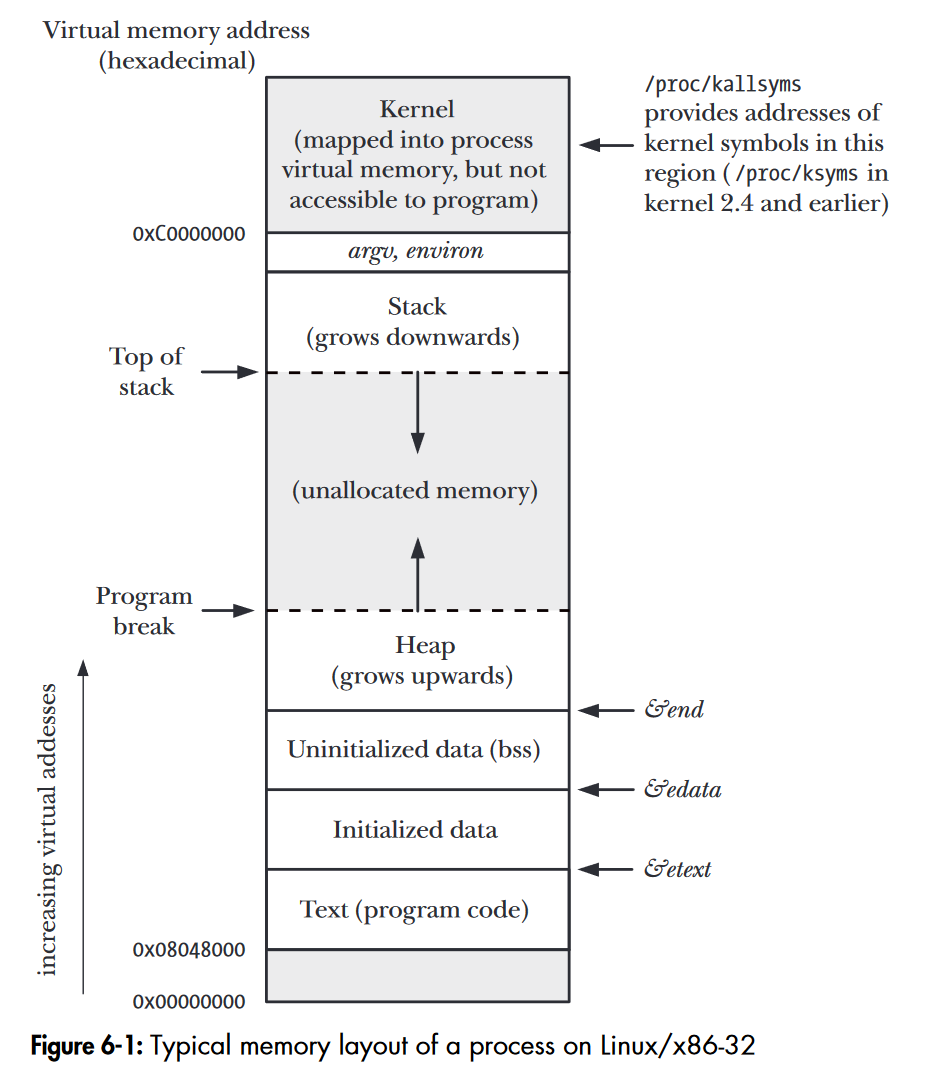 Virtual memory address
(hexadecimal)
Kernel
(mapped into process
virtual memory, but not
accessible to program)
/proc/kallsyms
provides addresses of
kernel symbols in this
region (/proc/ksyms in
kernel 2.4 and earlier)
0xC0000000
argv, environ
Stack
(grows downwards)
Top of
stack
(unallocated memory)
Program
break
Heap
(grows upwards)
&end
Uninitialized data (bss)
&edata
Initialized data
&etext
Text (program code)
0x08048000
0x00000000
increasing virtual addesses
Figure 6-1: Typical memory layout of a process on Linux/x86-32